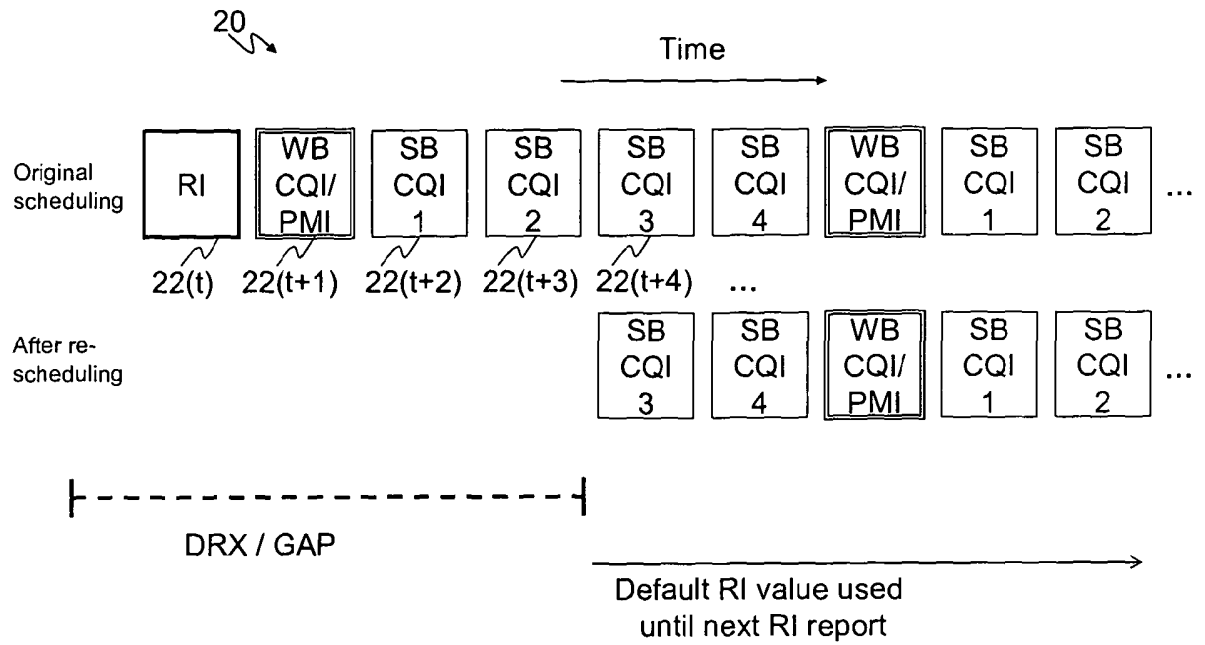 20
Time
Original
scheduling
RI
WB
CQI/
PMI
SB
CQI
1
SB
CQI
2
SB
CQI
3
SB
CQI
4
WB
CQI/
PMI
SB
CQI
1
SB
CQI
2
...
22(t)
22(t+1)
22(t+2)
22(t+3)
22(t+4)
...
After re-
scheduling
SB
CQI
3
SB
CQI
4
WB
CQI/
PMI
SB
CQI
1
SB
CQI
2
...
DRX / GAP
Default RI value used
until next RI report